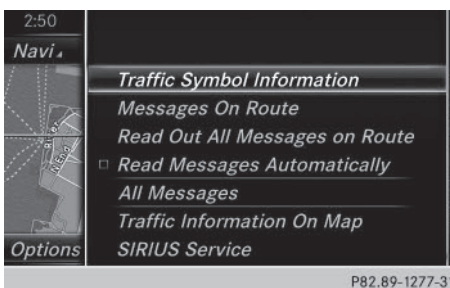 2:50
Navi
Traffic Symbol Information
Messages On Route
Read Out All Messages on Route
Read Messages Automatically
All Messages
Traffic Information On Map
Options
SIRIUS Service
P82.89-1277-31